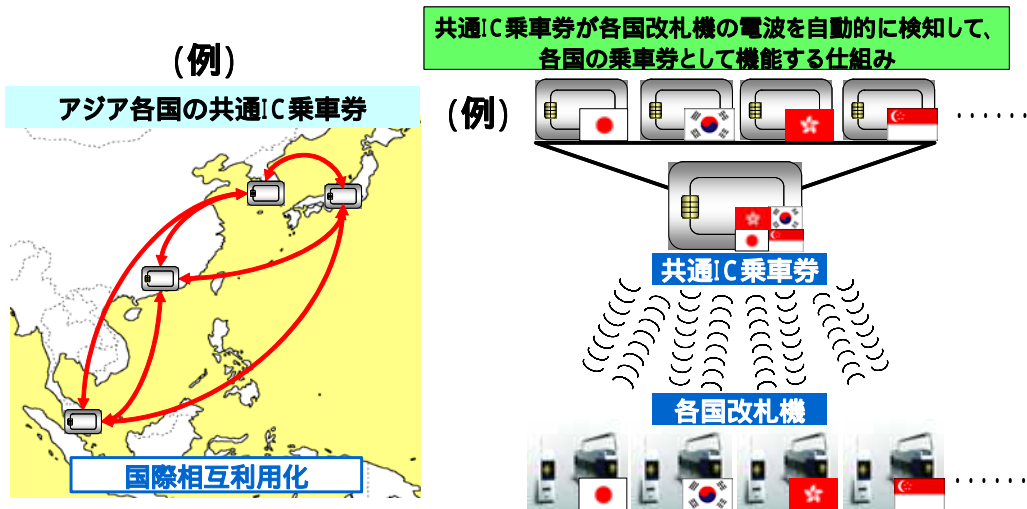 (例)
アジア各国の共通IC乗車券
国際相互利用化
共通IC乗車券が各国改札機の電波を自動的に検知して、
各国の乗車券として機能する仕組み
(例)
‥‥‥
共通IC乗車券
各国改札機
‥‥‥